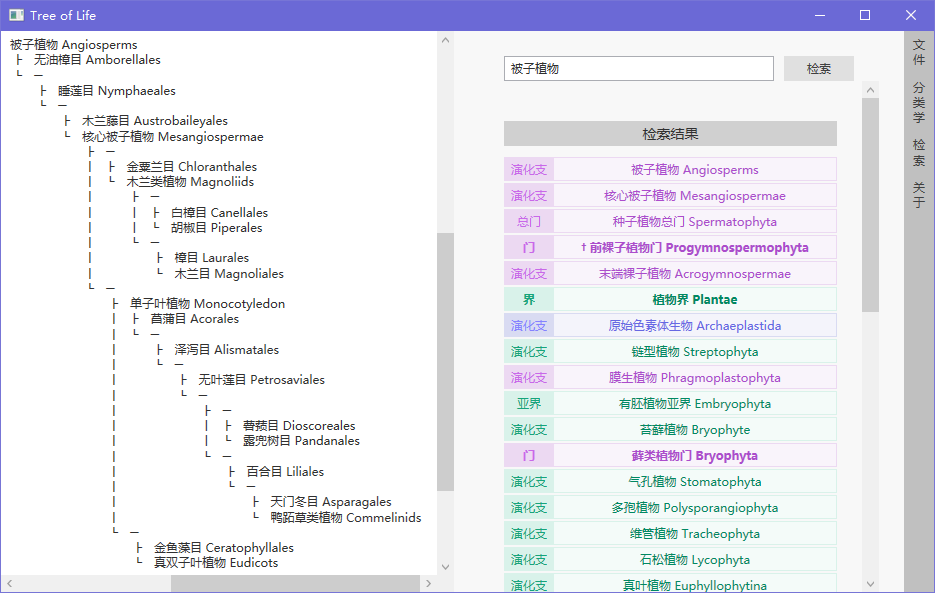 Tree of Life
被子植物 Angiosperms
├ 无油樟目 Amborellales
└ ─
├ 睡莲目 Nymphaeales
└ ─
├ 木兰藤目 Austrobaileyales
└ 核心被子植物 Mesangiospermae
├ ─
| ├ 金粟兰目 Chloranthales
| └ 木兰类植物 Magnoliids
| ├ ─
| | ├ 白樟目 Canellales
| | └ 胡椒目 Piperales
| └ ─
| ├ 樟目 Laurales
| └ 木兰目 Magnoliales
└ ─
├ 单子叶植物 Monocotyledon
| ├ 菖蒲目 Acorales
| └ ─
| ├ 泽泻目 Alismatales
| └ ─
| ├ 无叶莲目 Petrosaviales
| └ ─
| ├ ─
| | ├ 薯蓣目 Dioscoreales
| | └ 露兜树目 Pandanales
| └ ─
| ├ 百合目 Liliales
| └ ─
| ├ 天门冬目 Asparagales
| └ 鸭跖草类植物 Commelinids
└ ─
├ 金鱼藻目 Ceratophyllales
└ 真双子叶植物 Eudicots
被子植物 检索
检索结果
演化支 被子植物 Angiosperms
演化支 核心被子植物 Mesangiospermae
总门 种子植物总门 Spermatophyta
门 † 前裸子植物门 Progymnospermophyta
演化支 末端裸子植物 Acrogymnospermae
界 植物界 Plantae
演化支 原始色素体生物 Archaeplastida
演化支 链型植物 Streptophyta
演化支 膜生植物 Phragmoplastophyta
亚界 有胚植物亚界 Embryophyta
演化支 苔藓植物 Bryophyte
门 藓类植物门 Bryophyta
演化支 气孔植物 Stomatophyta
演化支 多孢植物 Polysporangiophyta
演化支 维管植物 Tracheophyta
演化支 石松植物 Lycophyta
演化支 真叶植物 Euphyllophytina
文件
分类学
检索
关于